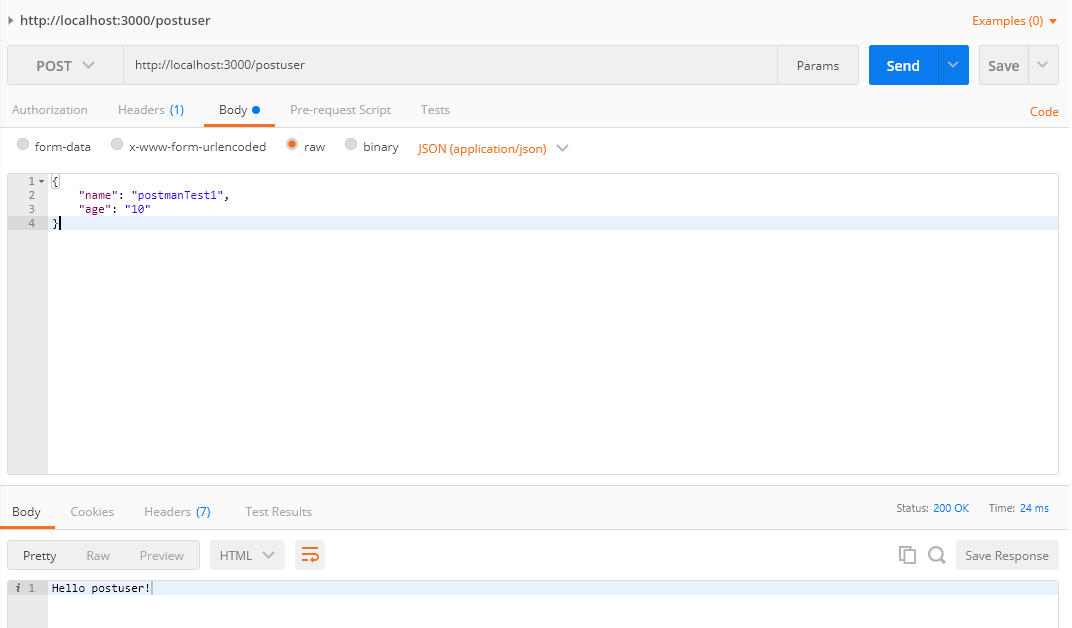 http://localhost:3000/postuser Examples (0)
POST http://localhost:3000/postuser Params Send Save
Authorization Headers (1) Body Pre-request Script Tests Code
form-data x-www-form-urlencoded raw binary JSON (application/json)
1 {
2 "name": "postmanTest1",
3 "age": "10"
4 }
Body Cookies Headers (7) Test Results Status: 200 OK Time: 24 ms
Pretty Raw Preview HTML Save Response
i 1 Hello postuser!